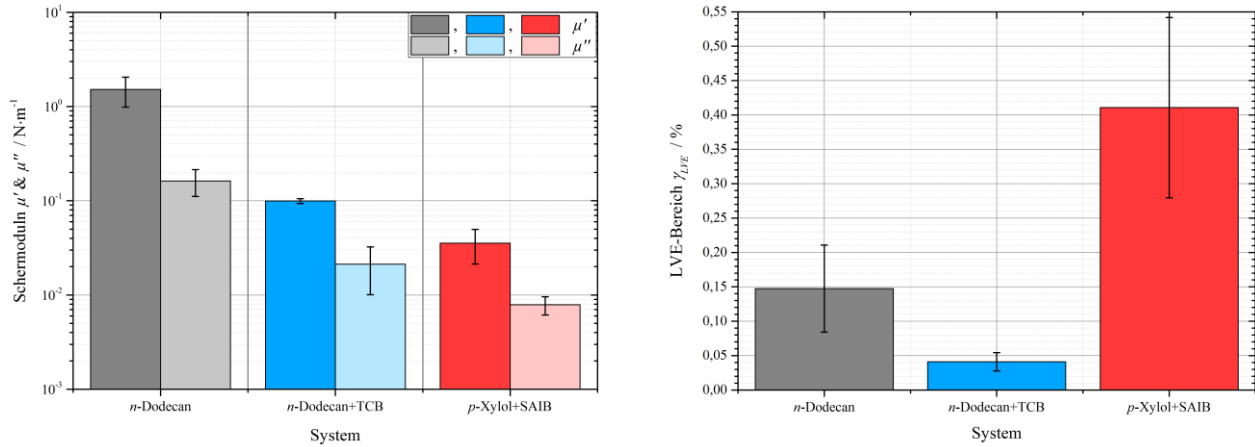 10¹
10⁰
10⁻¹
10⁻²
10⁻³
Schermoduln μ′ & μ″ / N·m⁻¹
, , μ′
, , μ″
n-Dodecan n-Dodecan+TCB p-Xylol+SAIB
System
0,55
0,50
0,45
0,40
0,35
0,30
0,25
0,20
0,15
0,10
0,05
0,00
LVE-Bereich γ_LVE / %
n-Dodecan n-Dodecan+TCB p-Xylol+SAIB
System